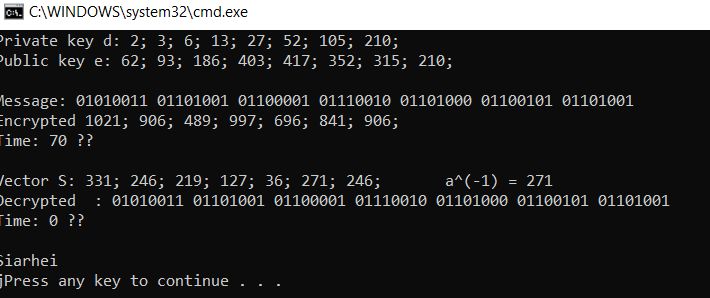 C:\WINDOWS\system32\cmd.exe
Private key d: 2; 3; 6; 13; 27; 52; 105; 210;
Public key e: 62; 93; 186; 403; 417; 352; 315; 210;
Message: 01010011 01101001 01100001 01110010 01101000 01100101 01101001
Encrypted 1021; 906; 489; 997; 696; 841; 906;
Time: 70 ??
Vector S: 331; 246; 219; 127; 36; 271; 246; a^(-1) = 271
Decrypted : 01010011 01101001 01100001 01110010 01101000 01100101 01101001
Time: 0 ??
Siarhei
jPress any key to continue . . .